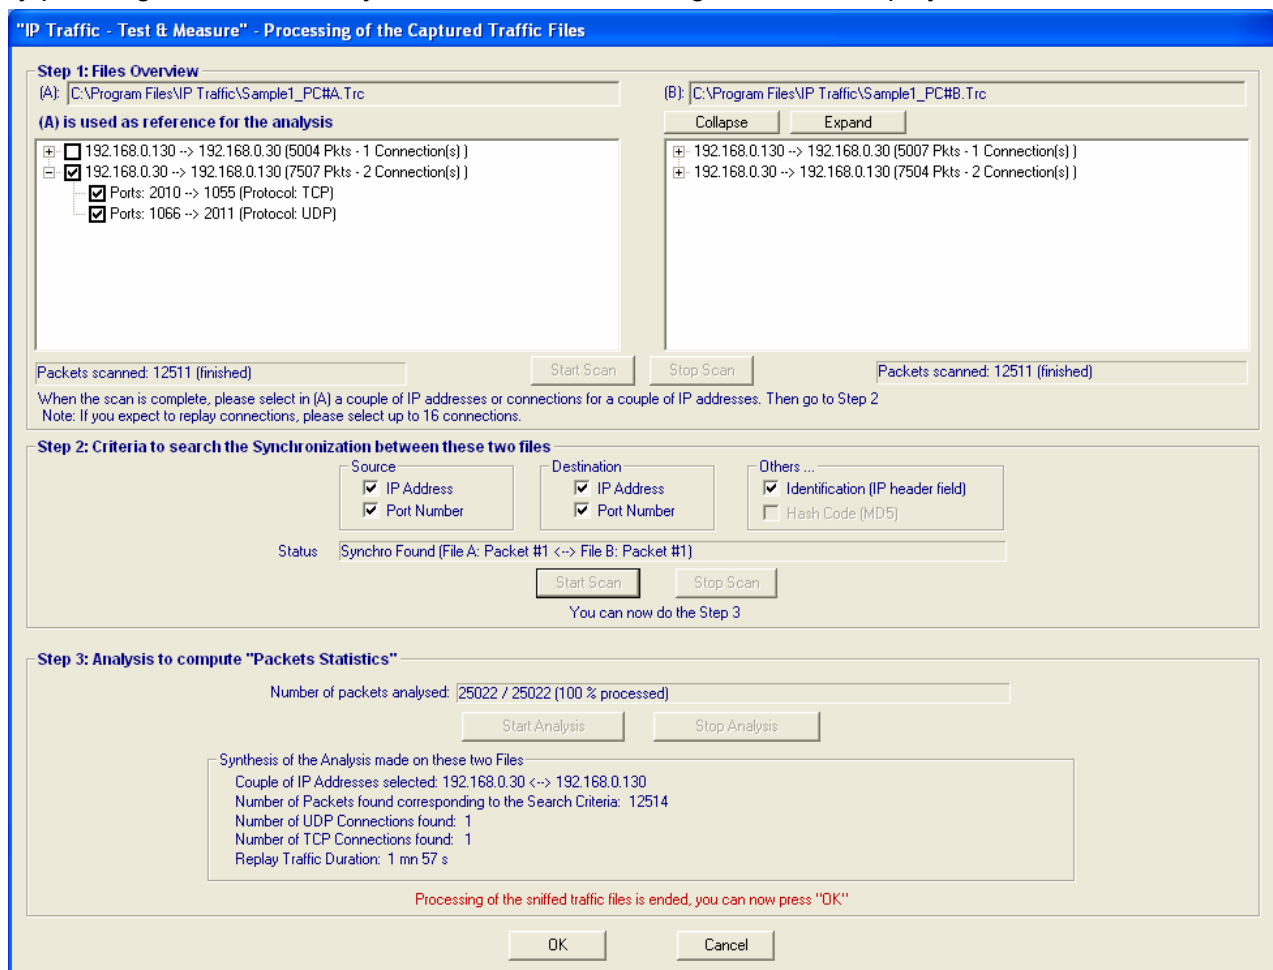 "IP Traffic - Test & Measure" - Processing of the Captured Traffic Files
Step 1: Files Overview
(A): C:\Program Files\IP Traffic\Sample1_PC#A.Trc
(B): C:\Program Files\IP Traffic\Sample1_PC#B.Trc
(A) is used as reference for the analysis
Collapse Expand
192.168.0.130 --> 192.168.0.30 (5004 Pkts - 1 Connection(s) )
192.168.0.30 --> 192.168.0.130 (7507 Pkts - 2 Connection(s) )
Ports: 2010 --> 1055 (Protocol: TCP)
Ports: 1066 --> 2011 (Protocol: UDP)
192.168.0.130 --> 192.168.0.30 (5007 Pkts - 1 Connection(s) )
192.168.0.30 --> 192.168.0.130 (7504 Pkts - 2 Connection(s) )
Packets scanned: 12511 (finished)
Start Scan Stop Scan
Packets scanned: 12511 (finished)
When the scan is complete, please select in (A) a couple of IP addresses or connections for a couple of IP addresses. Then go to Step 2
Note: If you expect to replay connections, please select up to 16 connections.
Step 2: Criteria to search the Synchronization between these two files
Source
IP Address
Port Number
Destination
IP Address
Port Number
Others ...
Identification (IP header field)
Hash Code (MD5)
Status Synchro Found (File A: Packet #1 <--> File B: Packet #1)
Start Scan Stop Scan
You can now do the Step 3
Step 3: Analysis to compute "Packets Statistics"
Number of packets analysed: 25022 / 25022 (100 % processed)
Start Analysis Stop Analysis
Synthesis of the Analysis made on these two Files
Couple of IP Addresses selected: 192.168.0.30 <--> 192.168.0.130
Number of Packets found corresponding to the Search Criteria: 12514
Number of UDP Connections found: 1
Number of TCP Connections found: 1
Replay Traffic Duration: 1 mn 57 s
Processing of the sniffed traffic files is ended, you can now press "OK"
OK Cancel